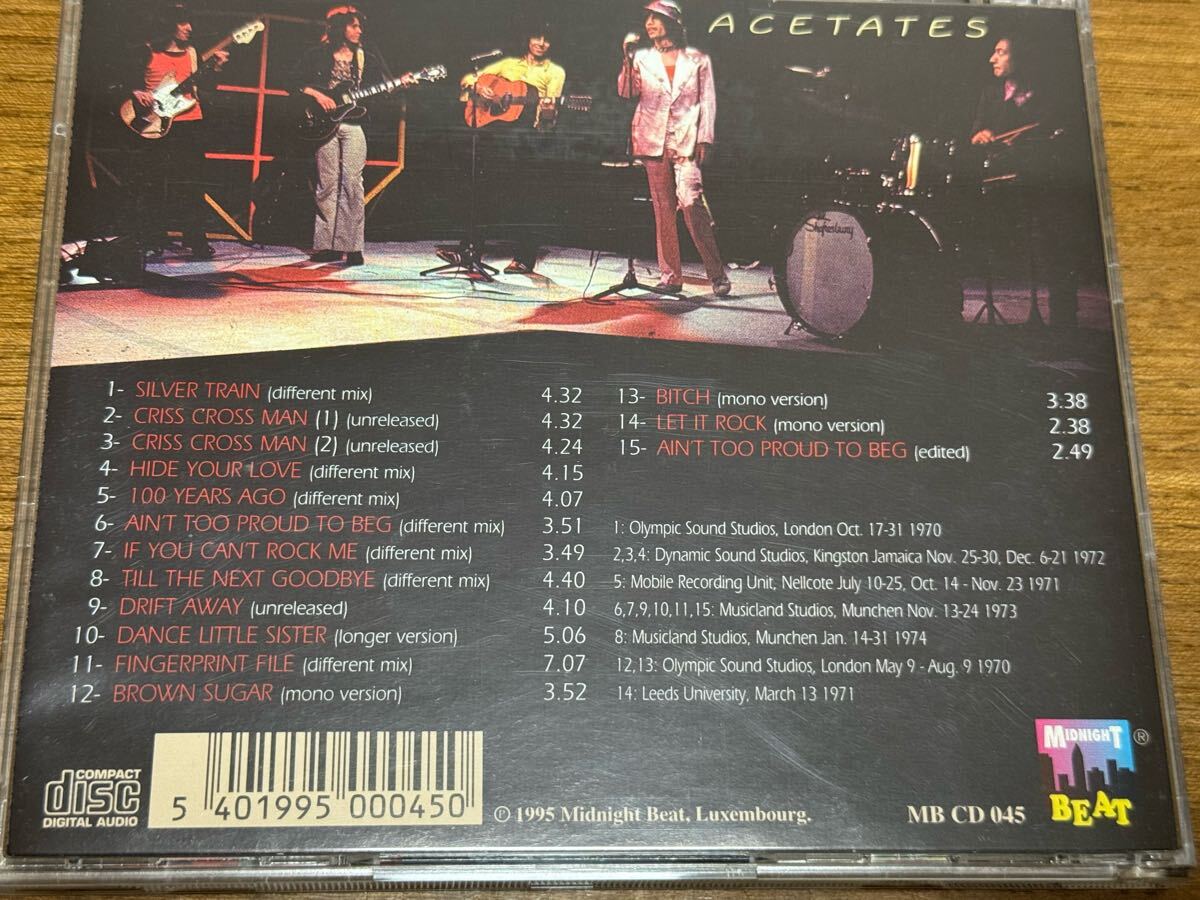 ACETATES
Shaftesbury
1- SILVER TRAIN (different mix) 4.32
2- CRISS CROSS MAN (1) (unreleased) 4.32
3- CRISS CROSS MAN (2) (unreleased) 4.24
4- HIDE YOUR LOVE (different mix) 4.15
5- 100 YEARS AGO (different mix) 4.07
6- AIN'T TOO PROUD TO BEG (different mix) 3.51
7- IF YOU CAN'T ROCK ME (different mix) 3.49
8- TILL THE NEXT GOODBYE (different mix) 4.40
9- DRIFT AWAY (unreleased) 4.10
10- DANCE LITTLE SISTER (longer version) 5.06
11- FINGERPRINT FILE (different mix) 7.07
12- BROWN SUGAR (mono version) 3.52
13- BITCH (mono version) 3.38
14- LET IT ROCK (mono version) 2.38
15- AIN'T TOO PROUD TO BEG (edited) 2.49
1: Olympic Sound Studios, London Oct. 17-31 1970
2,3,4: Dynamic Sound Studios, Kingston Jamaica Nov. 25-30, Dec. 6-21 1972
5: Mobile Recording Unit, Nellcote July 10-25, Oct. 14 - Nov. 23 1971
6,7,9,10,11,15: Musicland Studios, Munchen Nov. 13-24 1973
8: Musicland Studios, Munchen Jan. 14-31 1974
12,13: Olympic Sound Studios, London May 9 - Aug. 9 1970
14: Leeds University, March 13 1971
COMPACT
disc
DIGITAL AUDIO
5 401995 000450
℗ 1995 Midnight Beat, Luxembourg.
MB CD 045
MIDNIGHT ®
BEAT